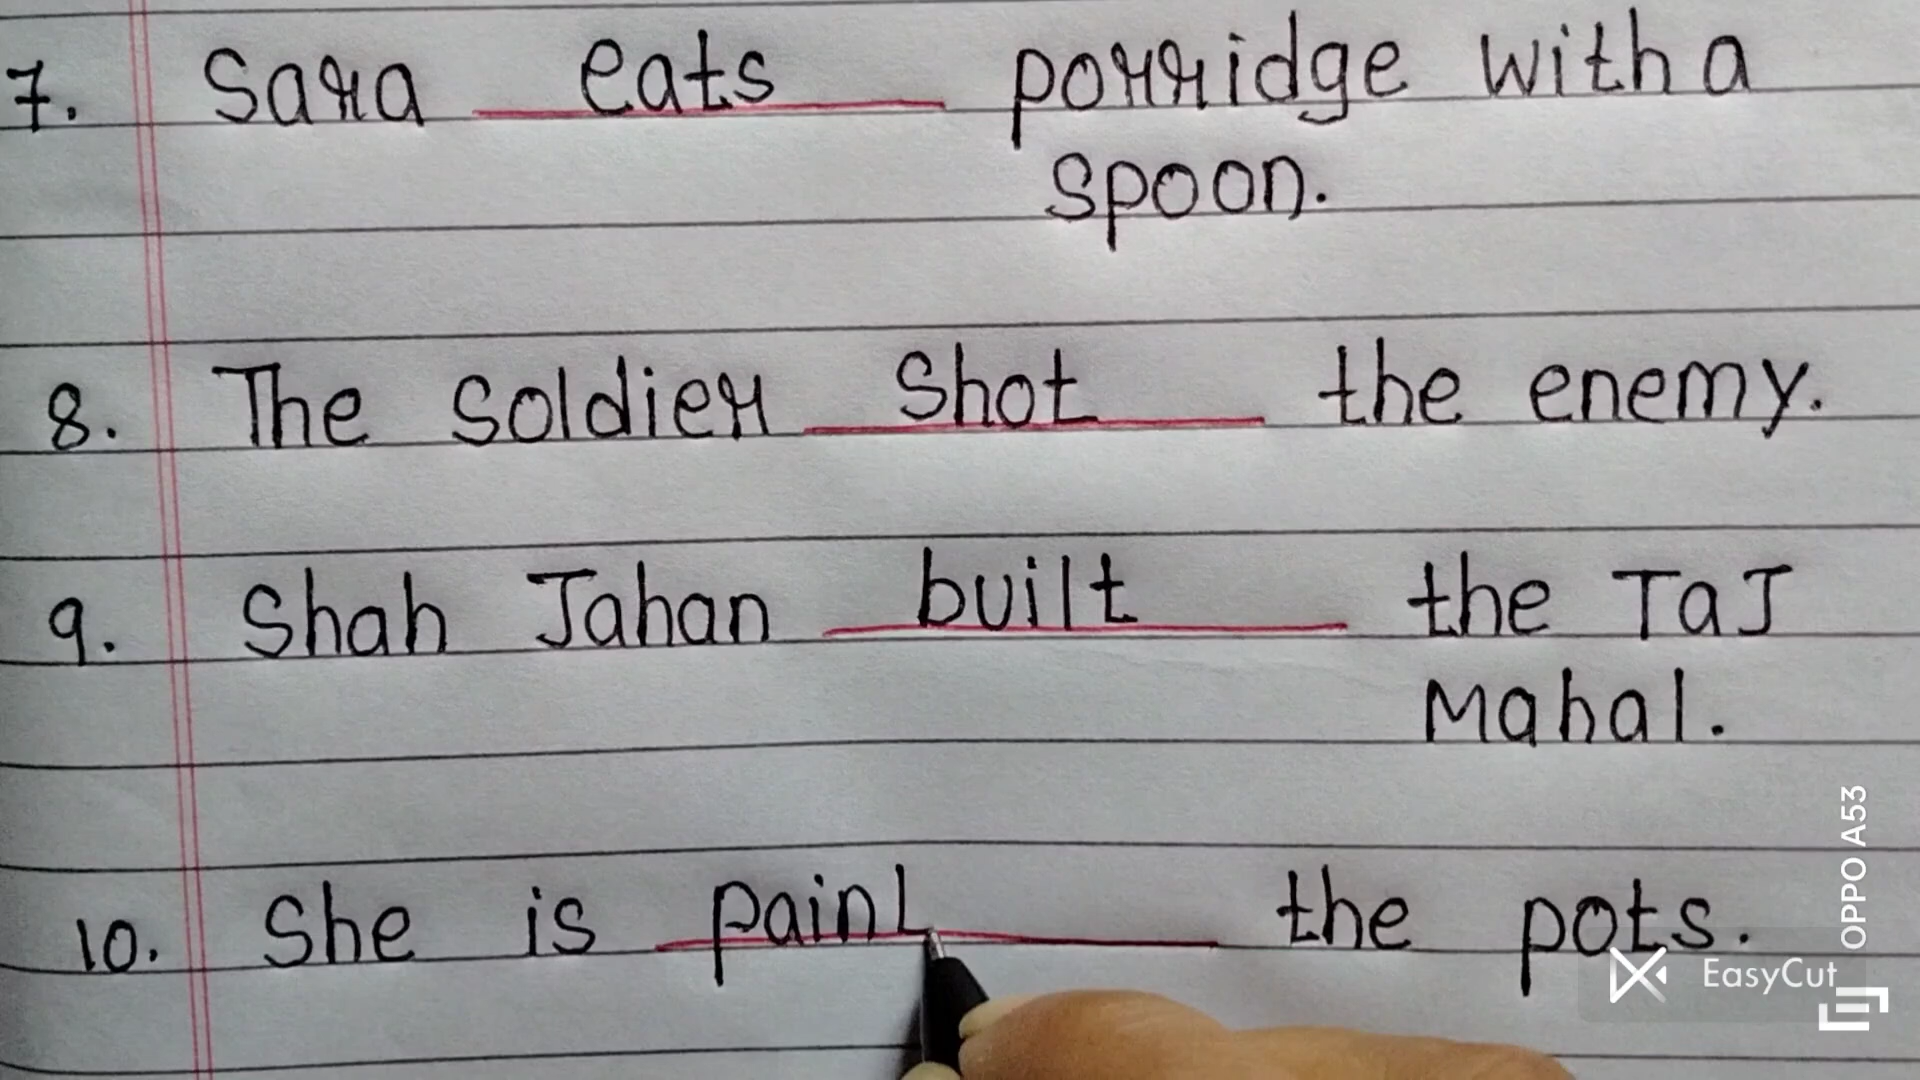 7. Sara eats porridge with a
spoon.
8. The soldier shot the enemy.
9. Shah Jahan built the TaJ
Mahal.
10. She is paint the pots.
OPPO A53
EasyCut